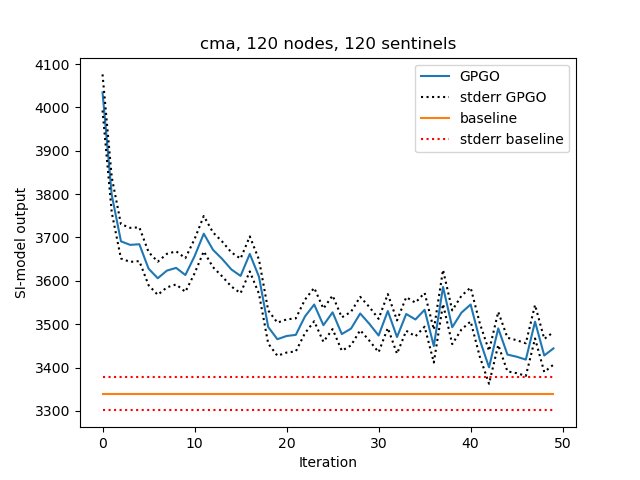 cma, 120 nodes, 120 sentinels
4100
4000
3900
3800
3700
3600
3500
3400
3300
SI-model output
GPGO
stderr GPGO
baseline
stderr baseline
0 10 20 30 40 50
Iteration